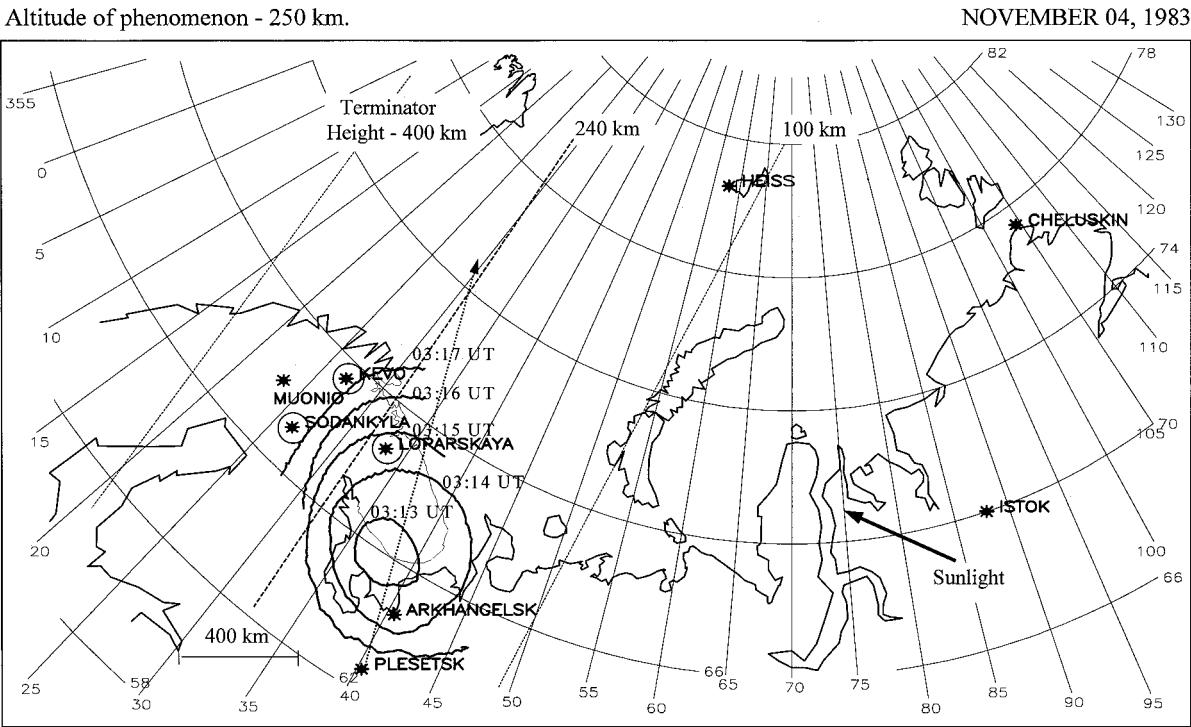 Altitude of phenomenon - 250 km.
NOVEMBER 04, 1983
82
78
355
Terminator
Height - 400 km
240 km
100 km
130
125
0
HEISS
120
CHELUSKIN
5
74
115
10
03:17 UT
110
KEVO
MUONIO
03:16 UT
15
SODANKYLA
03:15 UT
70
105
LOPARSKAYA
03:14 UT
03:13 UT
ISTOK
20
100
Sunlight
66
ARKHANGELSK
400 km
PLESETSK
25
58
30
35
62
40
45
50
55
60
66
65
70
75
80
85
90
95